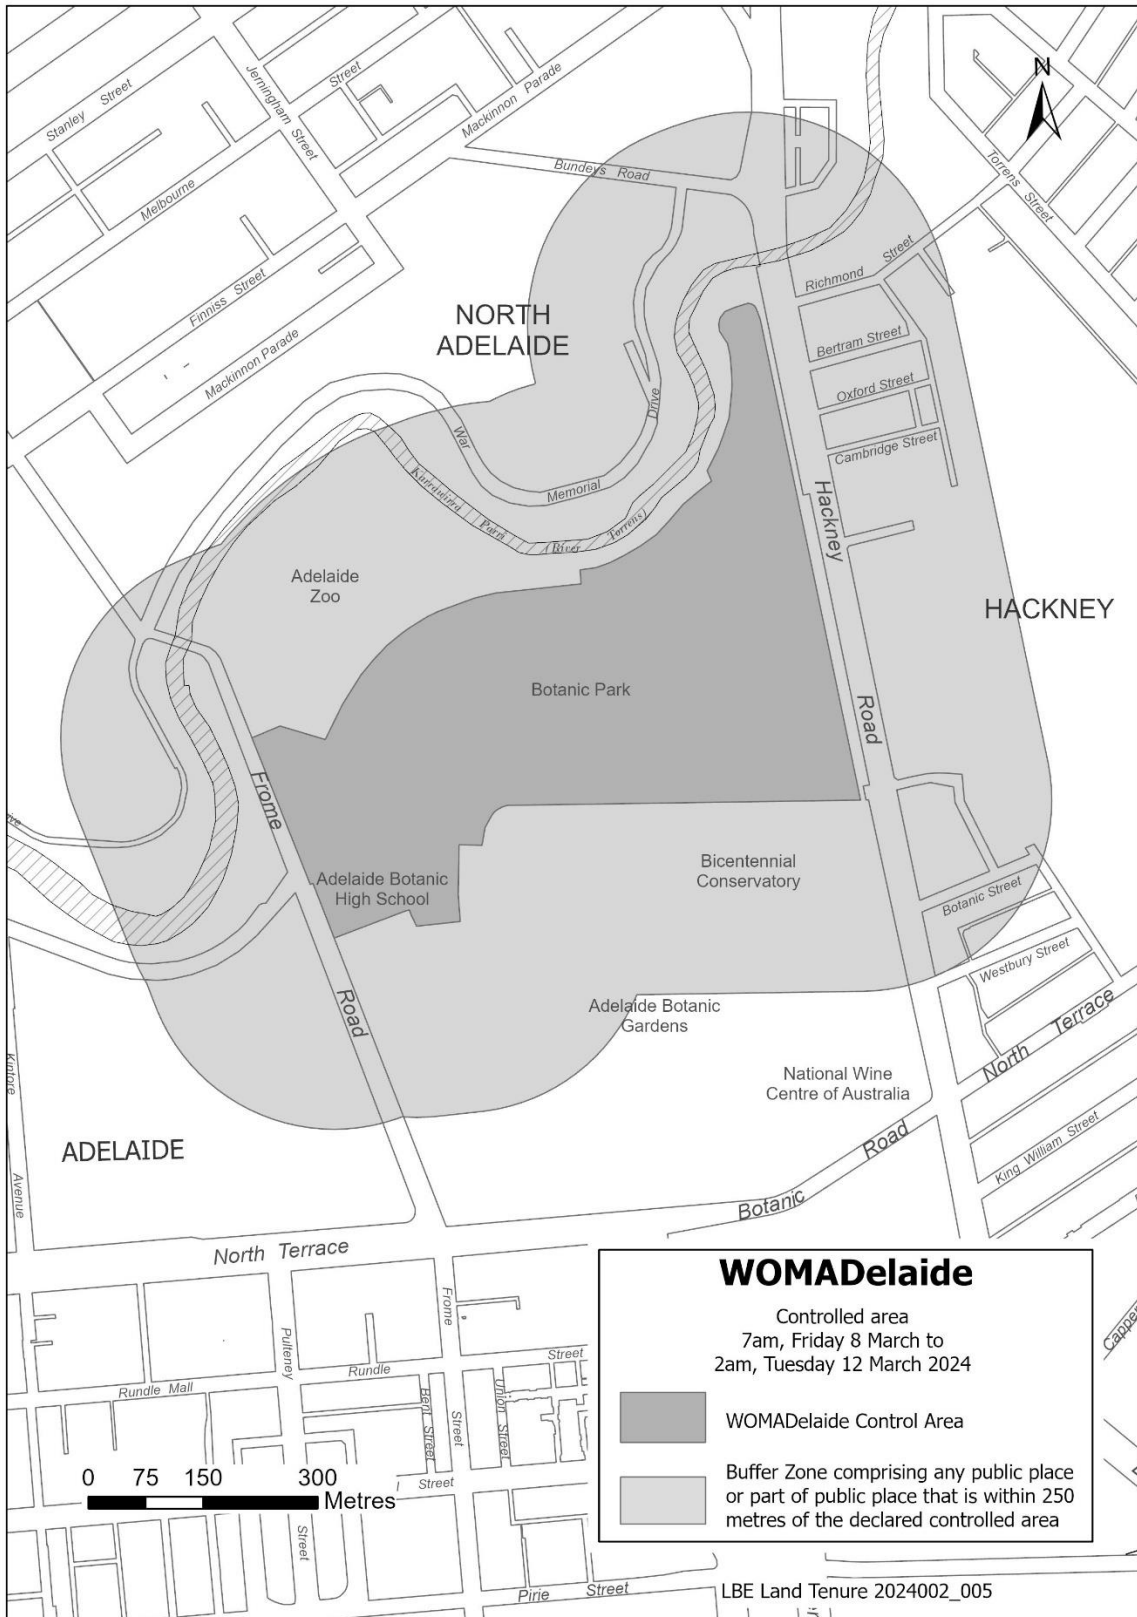 N
Stanley Street
Jerningham Street
Street
Mackinnon Parade
Melbourne
Bundeys Road
Torrens Street
Finniss Street
Mackinnon Parade
NORTH
ADELAIDE
Richmond Street
Bertram Street
Oxford Street
Cambridge Street
War
Memorial
Drive
Karrawirra
Parri
(River
Torrens)
Hackney
Road
Adelaide
Zoo
HACKNEY
Botanic Park
Frome
Road
Adelaide Botanic
High School
Bicentennial
Conservatory
Botanic Street
Westbury Street
Adelaide Botanic
Gardens
North Terrace
National Wine
Centre of Australia
Kintore
Avenue
ADELAIDE
King William Street
Botanic Road
North Terrace
Frome
Street
Pulteney
Street
Rundle Street
Rundle Mall
Bent Street
Union Street
Street
Pirie Street
0 75 150 300
Metres
WOMADelaide
Controlled area
7am, Friday 8 March to
2am, Tuesday 12 March 2024
WOMADelaide Control Area
Buffer Zone comprising any public place
or part of public place that is within 250
metres of the declared controlled area
LBE Land Tenure 2024002_005